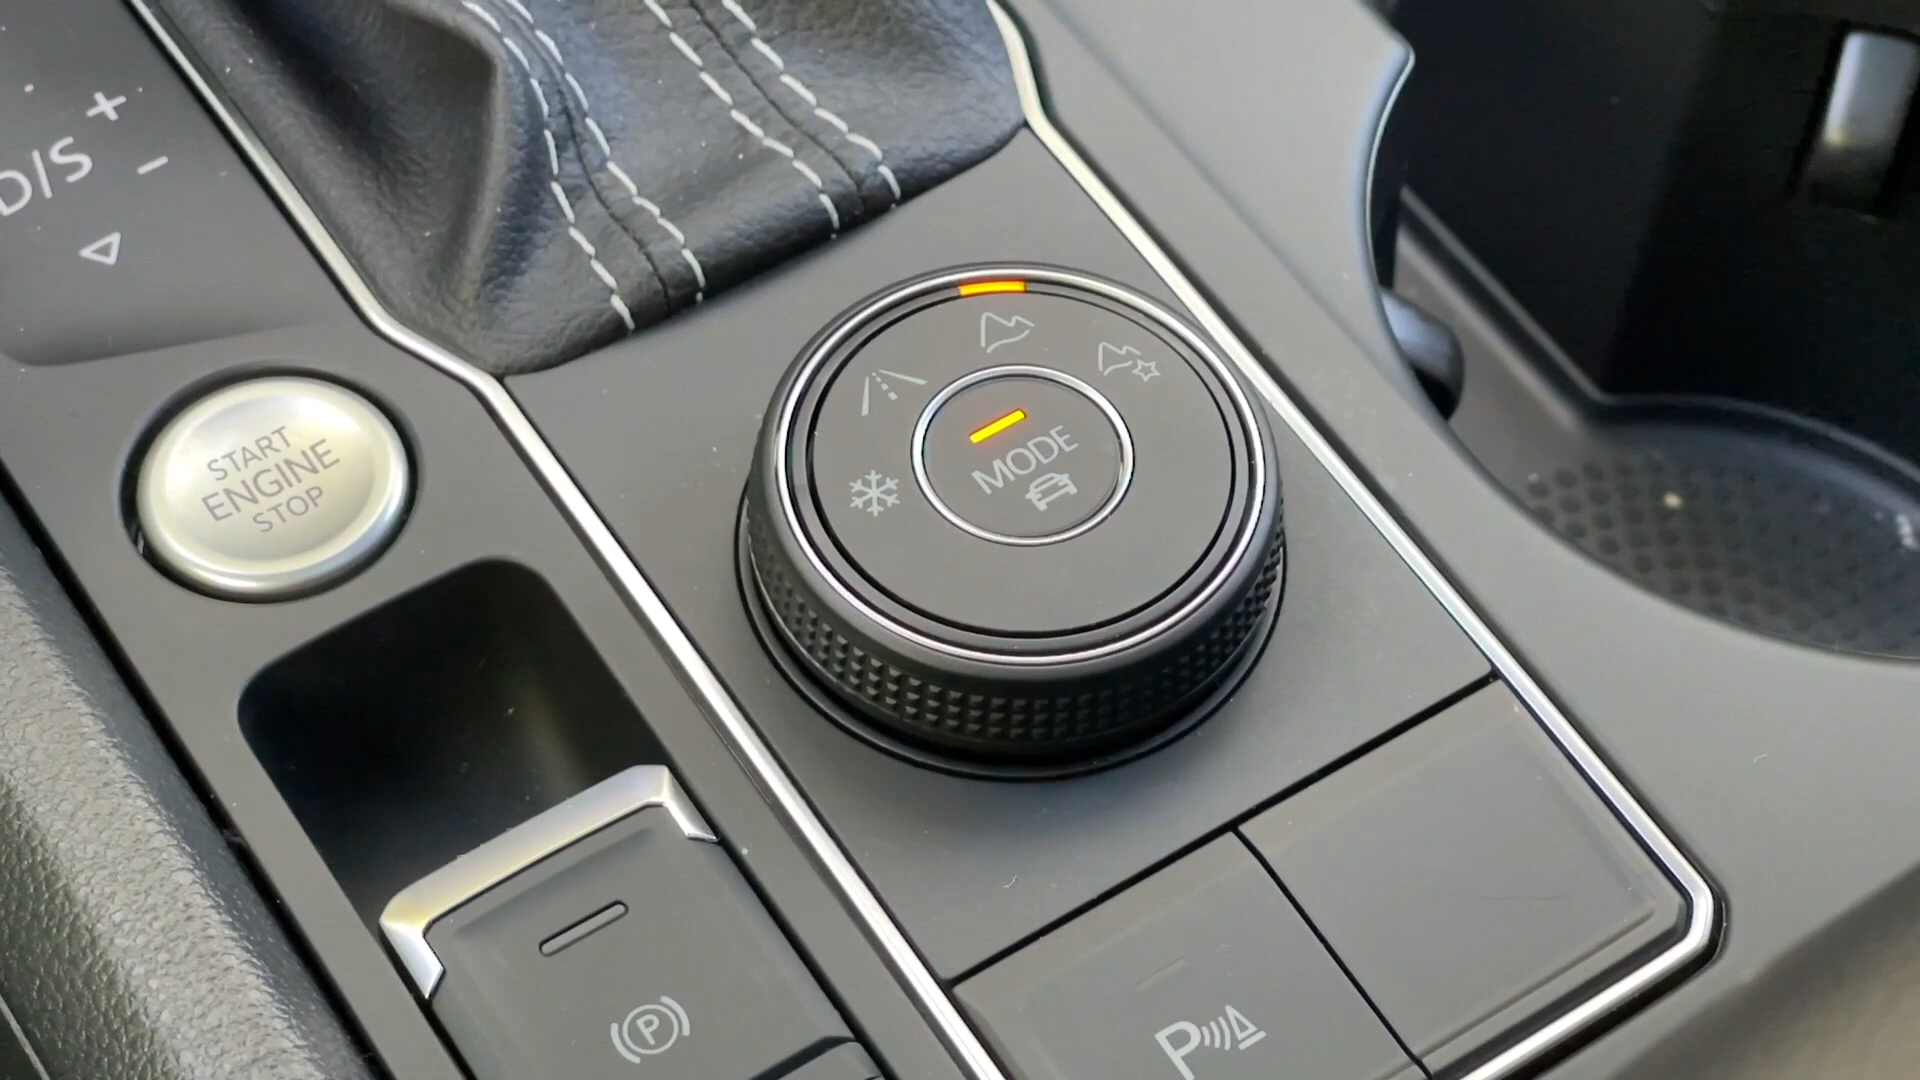 +
D/S -
START
ENGINE
STOP
MODE
P
P